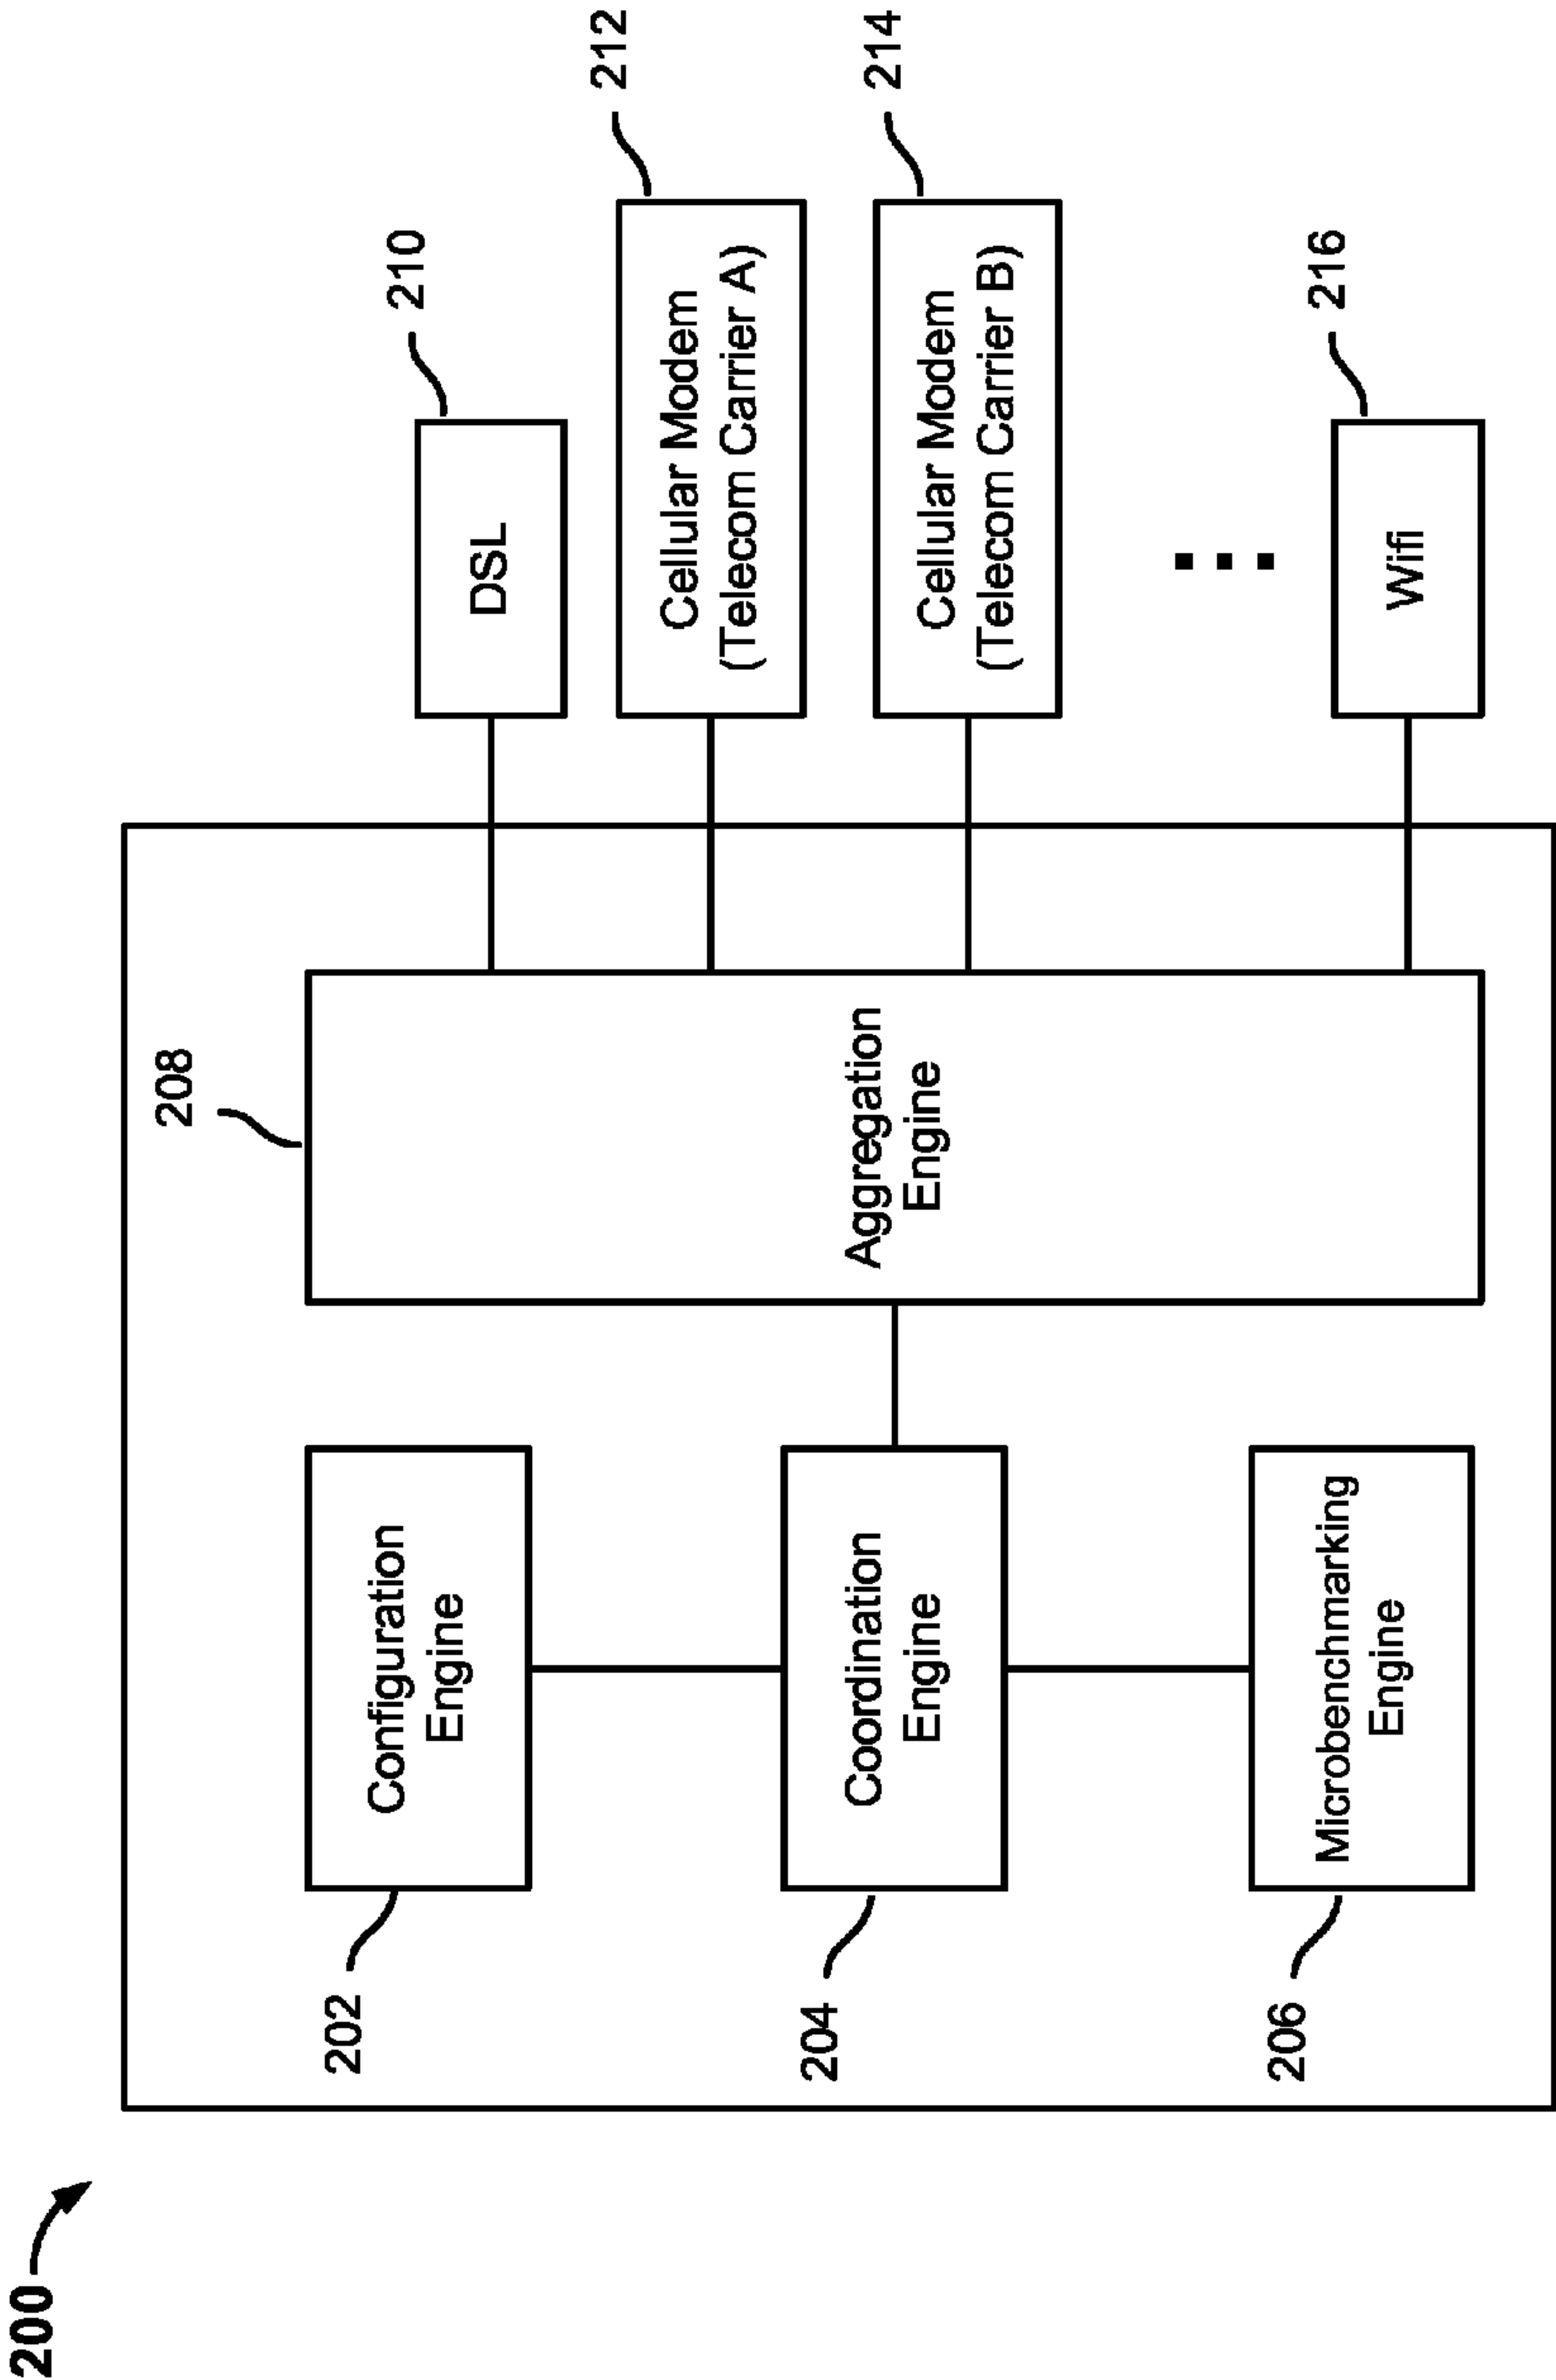 200
202
Configuration
Engine
204
Coordination
Engine
206
Microbenchmarking
Engine
208
Aggregation
Engine
210
DSL
212
Cellular Modem
(Telecom Carrier A)
214
Cellular Modem
(Telecom Carrier B)
216
Wifi